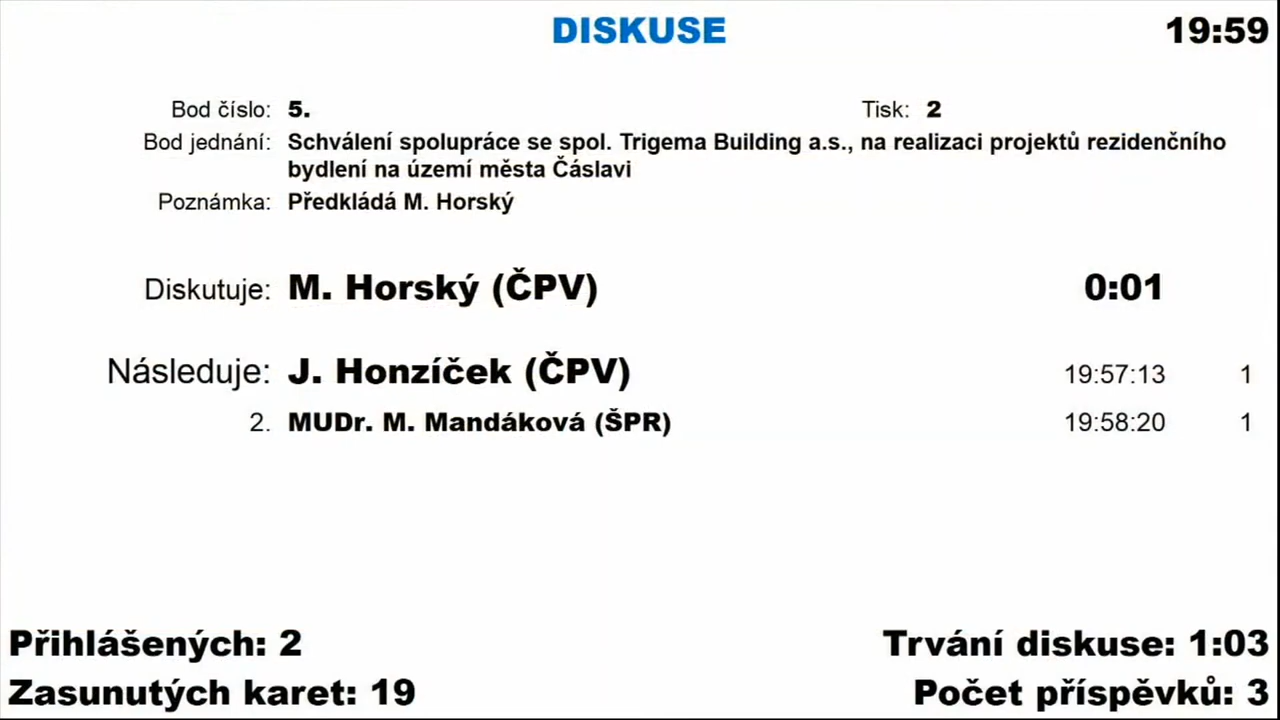 DISKUSE 19:59
Bod číslo: 5. Tisk: 2
Bod jednání: Schválení spolupráce se spol. Trigema Building a.s., na realizaci projektů rezidenčního
bydlení na území města Čáslavi
Poznámka: Předkládá M. Horský
Diskutuje: M. Horský (ČPV) 0:01
Následuje: J. Honzíček (ČPV) 19:57:13 1
2. MUDr. M. Mandáková (ŠPR) 19:58:20 1
Přihlášených: 2 Trvání diskuse: 1:03
Zasunutých karet: 19 Počet příspěvků: 3